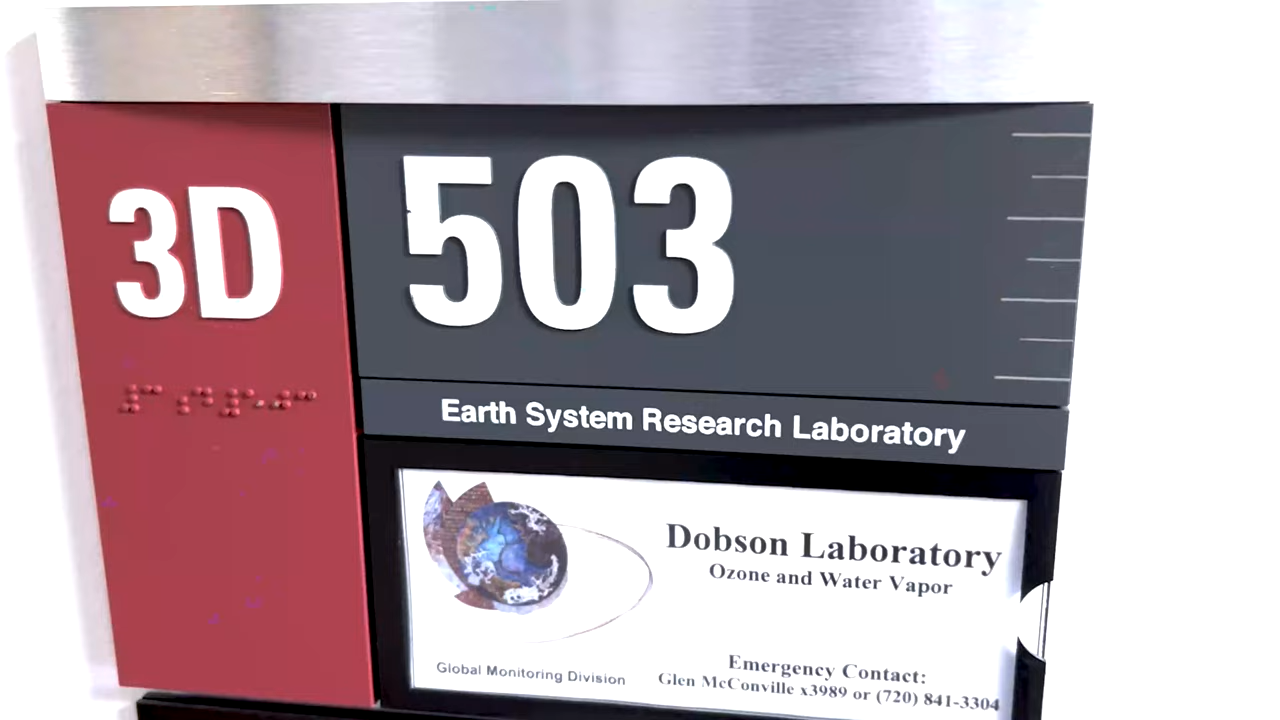 3D
503
Earth System Research Laboratory
Dobson Laboratory
Ozone and Water Vapor
Global Monitoring Division
Emergency Contact:
Glen McConville x3989 or (720) 841-3304